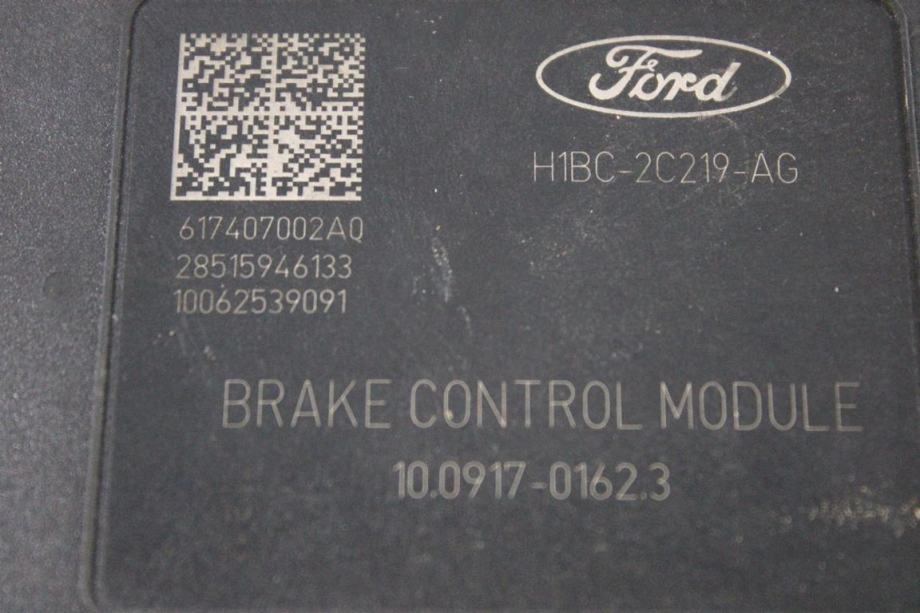 Ford
H1BC-2C219-AG
617407002AQ
28515946133
10062539091
BRAKE CONTROL MODULE
10.0917-0162.3